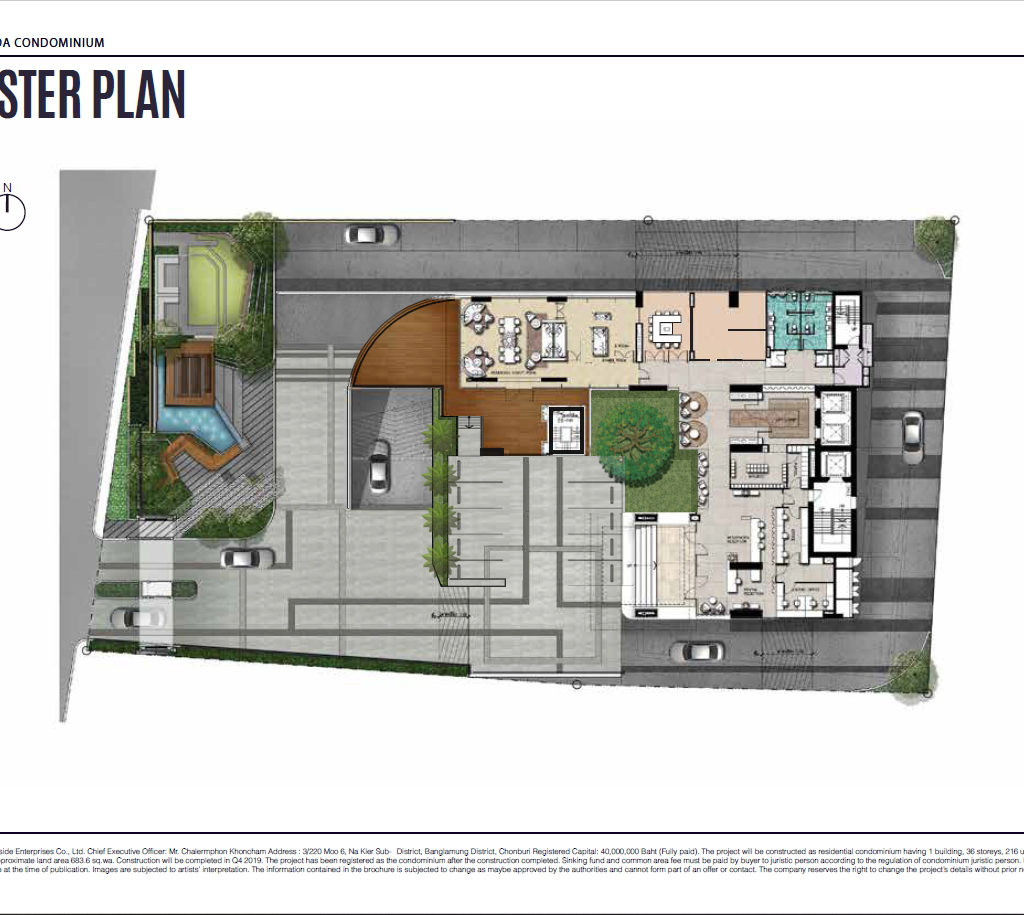 DA CONDOMINIUM
STER PLAN
N
side Enterprises Co., Ltd. Chief Executive Officer: Mr. Chalermphon Khoncham Address : 3/220 Moo 6, Na Kler Sub- District, Banglamung District, Chonburi Registered Capital: 40,000,000 Baht (Fully paid). The project will be constructed as residential condominium having 1 building, 36 storeys, 216 u
proximate land area 683.6 sq.wa. Construction will be completed in Q4 2019. The project has been registered as the condominium after the construction completed. Sinking fund and common area fee must be paid by buyer to juristic person according to the regulation of condominium juristic person.
e at the time of publication. Images are subjected to artists' interpretation. The information contained in the brochure is subjected to change as maybe approved by the authorities and cannot form part of an offer or contact. The company reserves the right to change the project's details without prior n